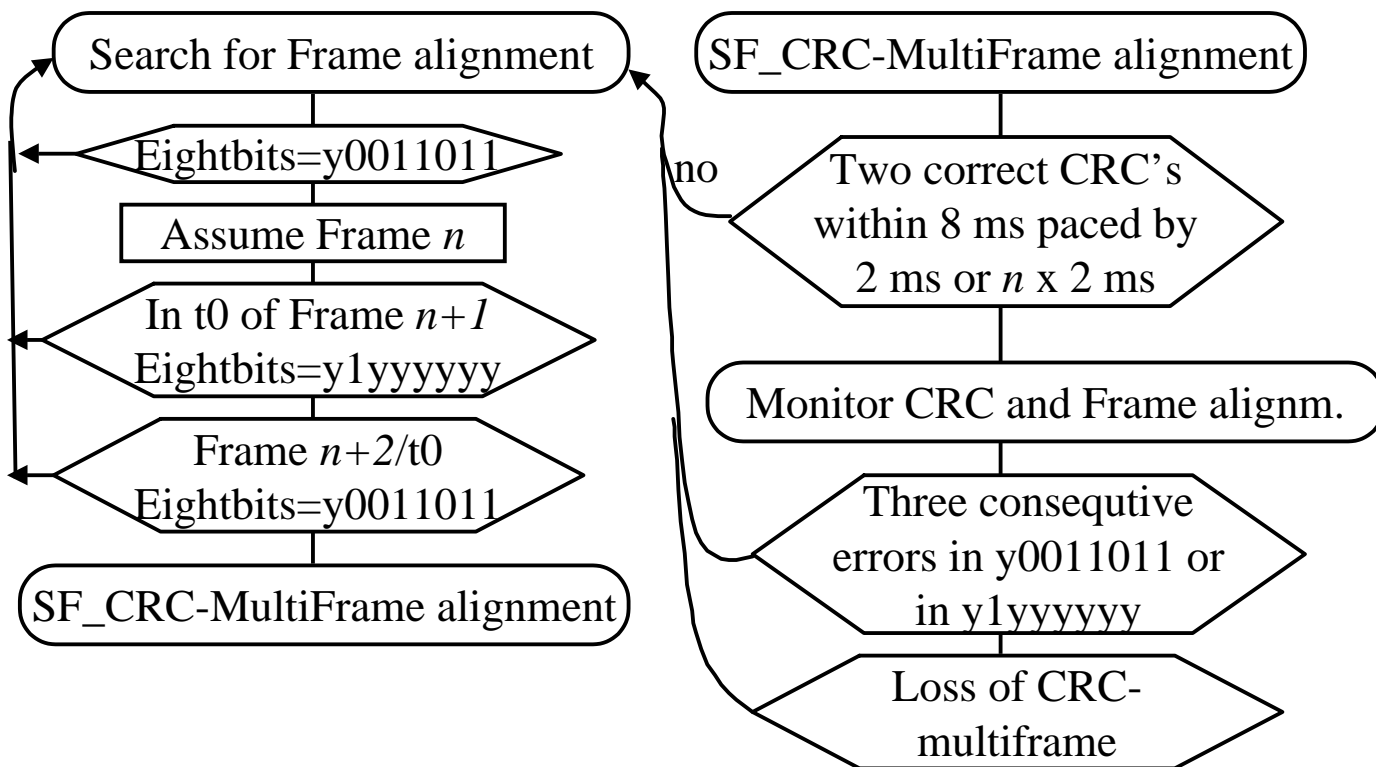 Search for Frame alignment
Eightbits=y0011011
Assume Frame n
In t0 of Frame n+1
Eightbits=y1yyyyyy
Frame n+2/t0
Eightbits=y0011011
SF_CRC-MultiFrame alignment
SF_CRC-MultiFrame alignment
no
Two correct CRC’s
within 8 ms paced by
2 ms or n x 2 ms
Monitor CRC and Frame alignm.
Three consequtive
errors in y0011011 or
in y1yyyyyy
Loss of CRC-
multiframe